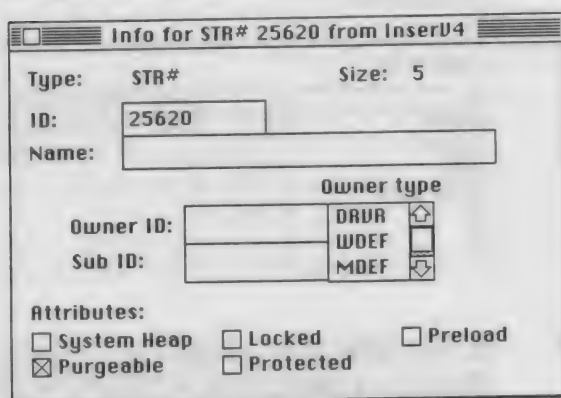 Info for STR# 25620 from InserV4
Type: STR# Size: 5
ID: 25620
Name:
Owner type
Owner ID: DRVR
WDEF
Sub ID: MDEF
Attributes:
System Heap Locked Preload
Purgeable Protected